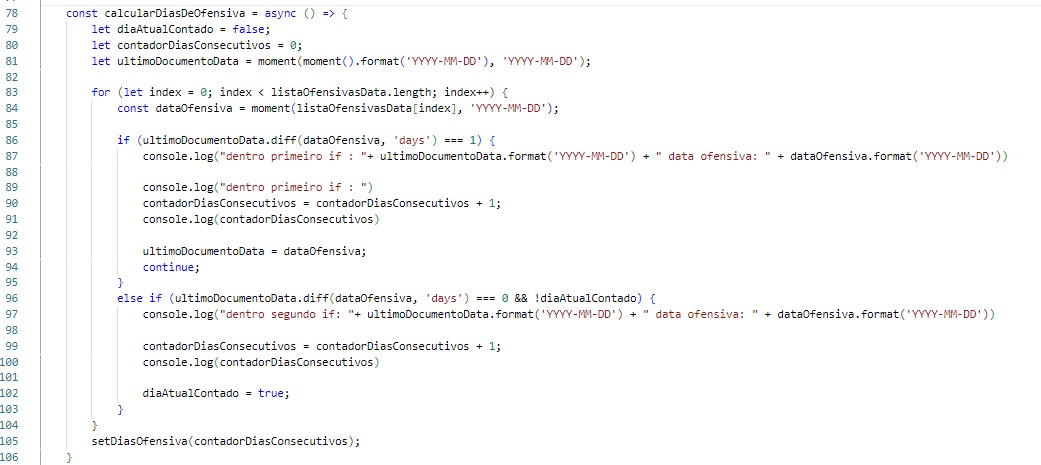 78 const calcularDiasDeOfensiva = async () => {
79 let diaAtualContado = false;
80 let contadorDiasConsecutivos = 0;
81 let ultimoDocumentoData = moment(moment().format('YYYY-MM-DD'), 'YYYY-MM-DD');
82
83 for (let index = 0; index < listaOfensivasData.length; index++) {
84 const dataOfensiva = moment(listaOfensivasData[index], 'YYYY-MM-DD');
85
86 if (ultimoDocumentoData.diff(dataOfensiva, 'days') === 1) {
87 console.log("dentro primeiro if : "+ ultimoDocumentoData.format('YYYY-MM-DD') + " data ofensiva: " + dataOfensiva.format('YYYY-MM-DD'))
88
89 console.log("dentro primeiro if : ")
90 contadorDiasConsecutivos = contadorDiasConsecutivos + 1;
91 console.log(contadorDiasConsecutivos)
92
93 ultimoDocumentoData = dataOfensiva;
94 continue;
95 }
96 else if (ultimoDocumentoData.diff(dataOfensiva, 'days') === 0 && !diaAtualContado) {
97 console.log("dentro segundo if: "+ ultimoDocumentoData.format('YYYY-MM-DD') + " data ofensiva: " + dataOfensiva.format('YYYY-MM-DD'))
98
99 contadorDiasConsecutivos = contadorDiasConsecutivos + 1;
100 console.log(contadorDiasConsecutivos)
101
102 diaAtualContado = true;
103 }
104 }
105 setDiasOfensiva(contadorDiasConsecutivos);
106 }